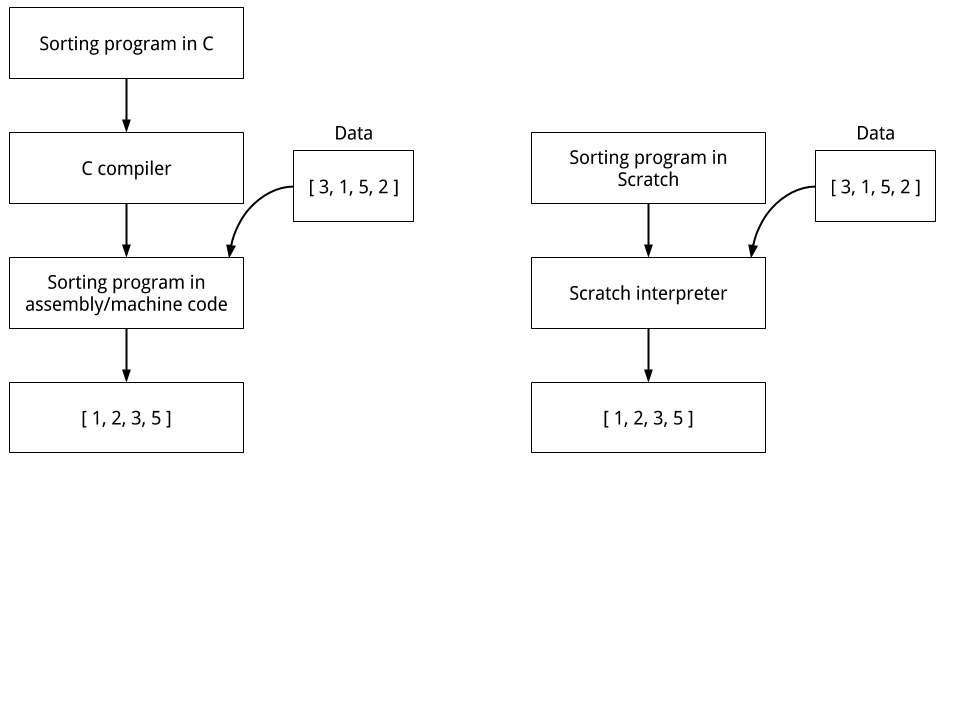 Sorting program in C
C compiler
Data
[ 3, 1, 5, 2 ]
Sorting program in
assembly/machine code
[ 1, 2, 3, 5 ]
Sorting program in
Scratch
Data
[ 3, 1, 5, 2 ]
Scratch interpreter
[ 1, 2, 3, 5 ]